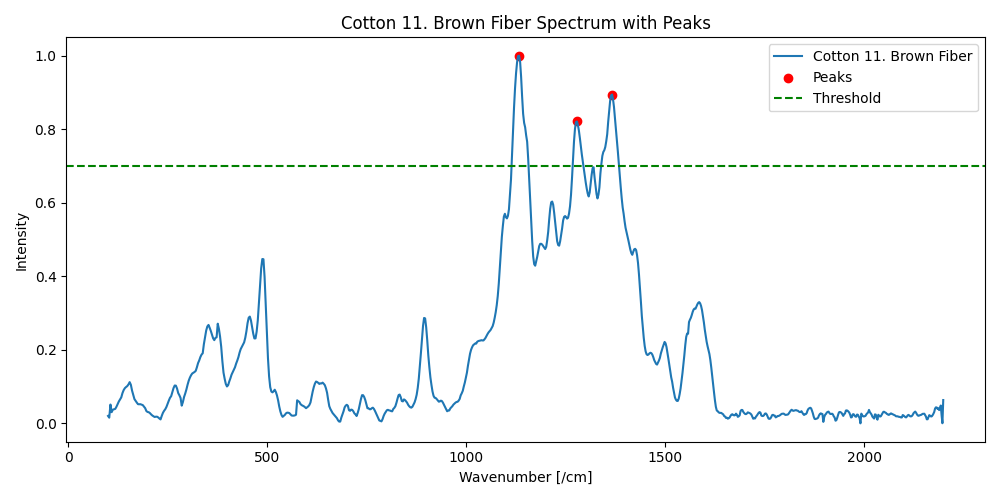 Cotton 11. Brown Fiber Spectrum with Peaks
Cotton 11. Brown Fiber
Peaks
Threshold
1.0
0.8
0.6
0.4
0.2
0.0
Intensity
0 500 1000 1500 2000
Wavenumber [/cm]